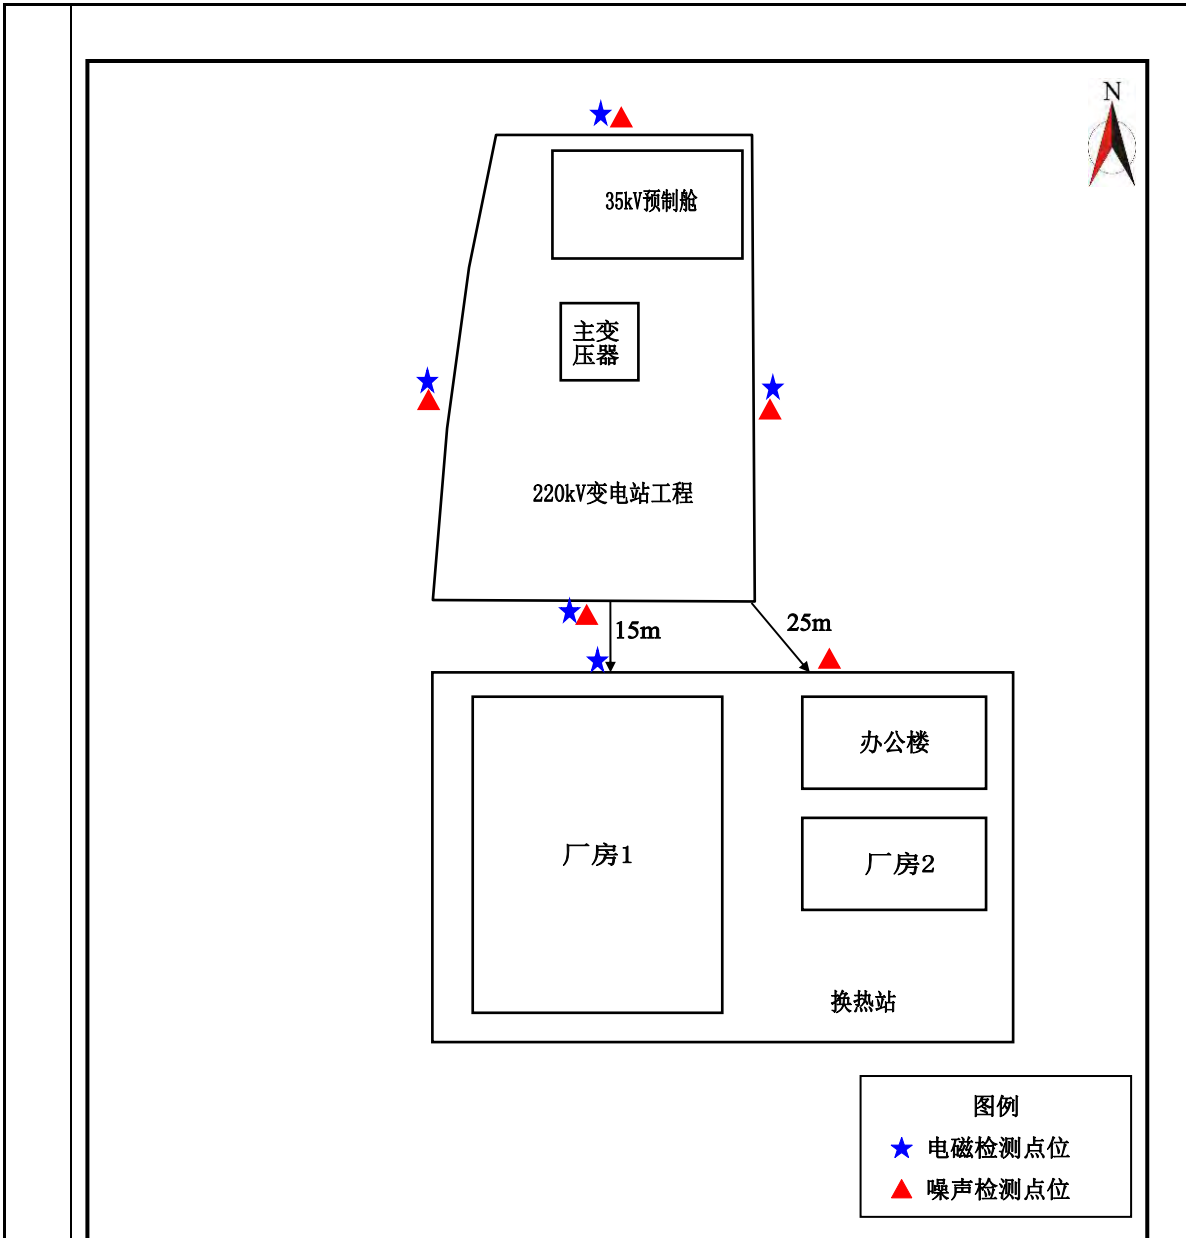 N
35kV预制舱
主变
压器
220kV变电站工程
15m
25m
办公楼
厂房1
厂房2
换热站
图例
电磁检测点位
噪声检测点位